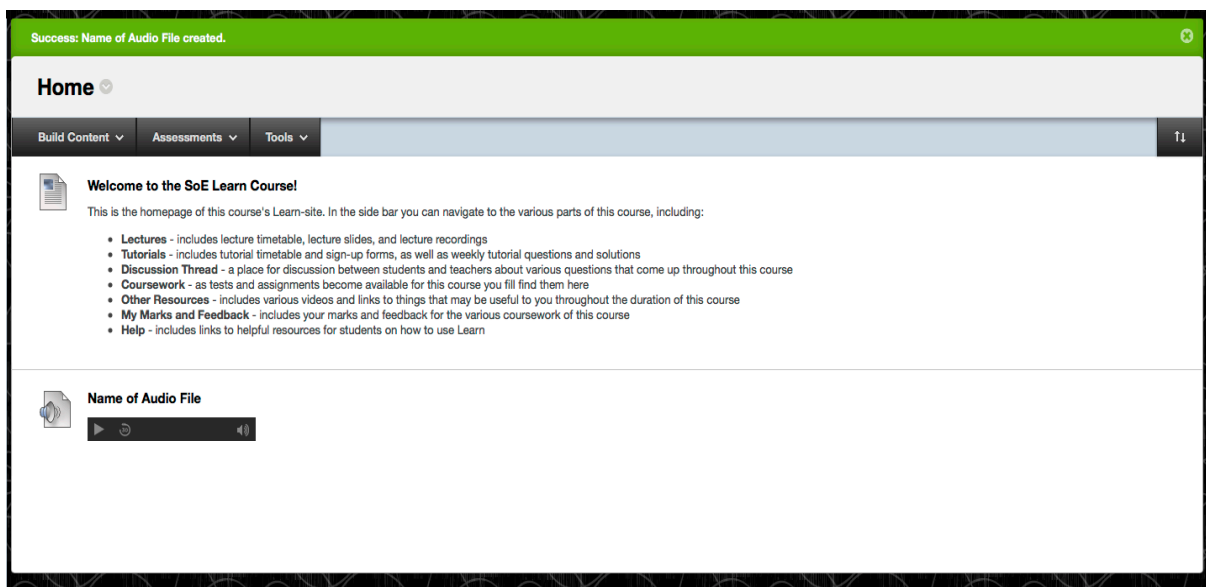 Success: Name of Audio File created.
Home
Build Content Assessments Tools
Welcome to the SoE Learn Course!
This is the homepage of this course's Learn-site. In the side bar you can navigate to the various parts of this course, including:
Lectures - includes lecture timetable, lecture slides, and lecture recordings
Tutorials - includes tutorial timetable and sign-up forms, as well as weekly tutorial questions and solutions
Discussion Thread - a place for discussion between students and teachers about various questions that come up throughout this course
Coursework - as tests and assignments become available for this course you fill find them here
Other Resources - includes various videos and links to things that may be useful to you throughout the duration of this course
My Marks and Feedback - includes your marks and feedback for the various coursework of this course
Help - includes links to helpful resources for students on how to use Learn
Name of Audio File